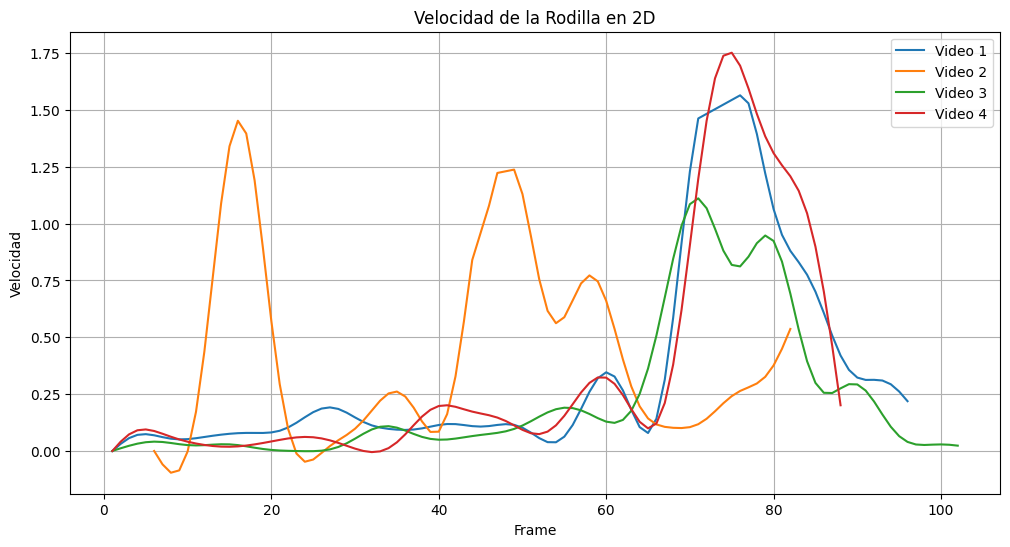 Velocidad de la Rodilla en 2D
Video 1
Video 2
Video 3
Video 4
Velocidad
1.75
1.50
1.25
1.00
0.75
0.50
0.25
0.00
0 20 40 60 80 100
Frame